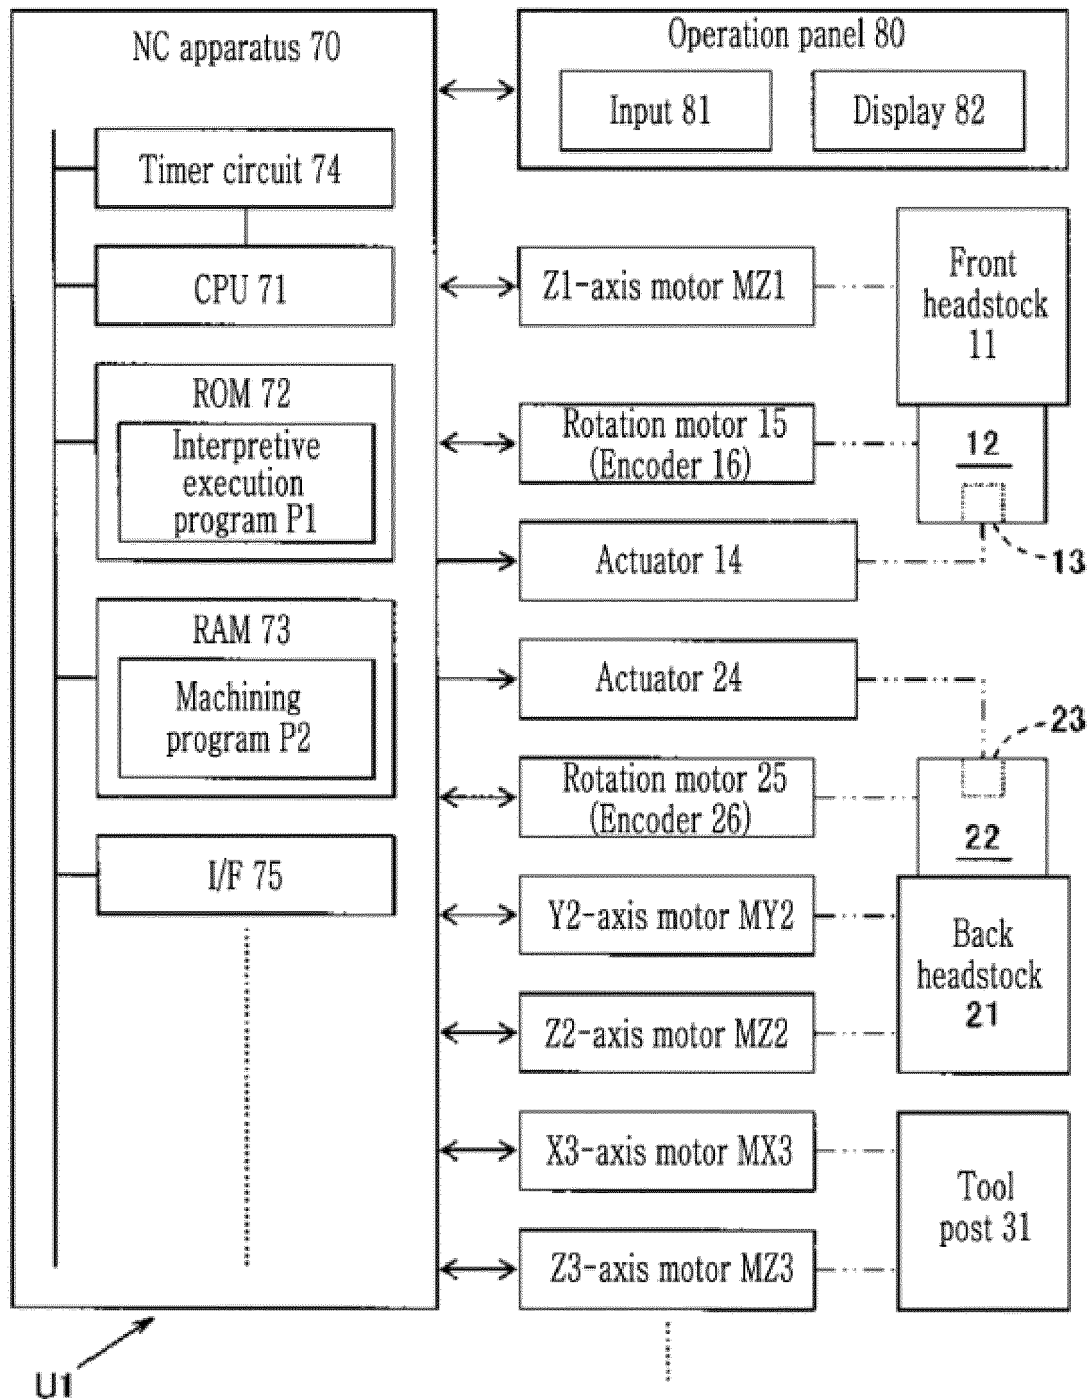 NC apparatus 70
Timer circuit 74
CPU 71
ROM 72
Interpretive
execution
program P1
RAM 73
Machining
program P2
I/F 75
U1
Operation panel 80
Input 81
Display 82
Z1-axis motor MZ1
Rotation motor 15
(Encoder 16)
Actuator 14
Actuator 24
Rotation motor 25
(Encoder 26)
Y2-axis motor MY2
Z2-axis motor MZ2
X3-axis motor MX3
Z3-axis motor MZ3
Front
headstock
11
12
13
23
22
Back
headstock
21
Tool
post 31